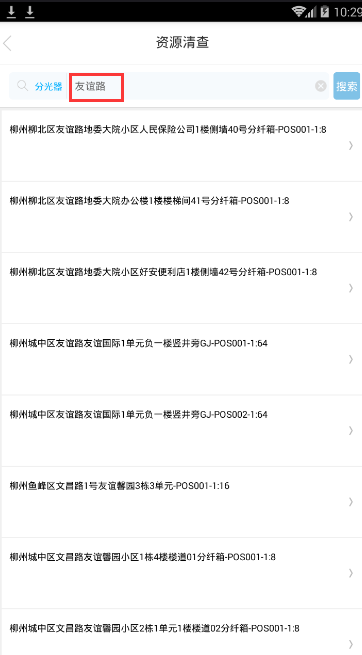 10:29
资源清查
分光器 友谊路 搜索
柳州柳北区友谊路地委大院小区人民保险公司1楼侧墙40号分纤箱-POS001-1:8
柳州柳北区友谊路地委大院办公楼1楼楼梯间41号分纤箱-POS001-1:8
柳州柳北区友谊路地委大院小区好安便利店1楼侧墙42号分纤箱-POS001-1:8
柳州城中区友谊路友谊国际1单元负一楼竖井旁GJ-POS001-1:64
柳州城中区友谊路友谊国际1单元负一楼竖井旁GJ-POS002-1:64
柳州鱼峰区文昌路1号友谊馨园3栋3单元-POS001-1:16
柳州城中区文昌路友谊馨园小区1栋4楼楼道01分纤箱-POS001-1:8
柳州城中区文昌路友谊馨园小区2栋1单元1楼楼道02分纤箱-POS001-1:8